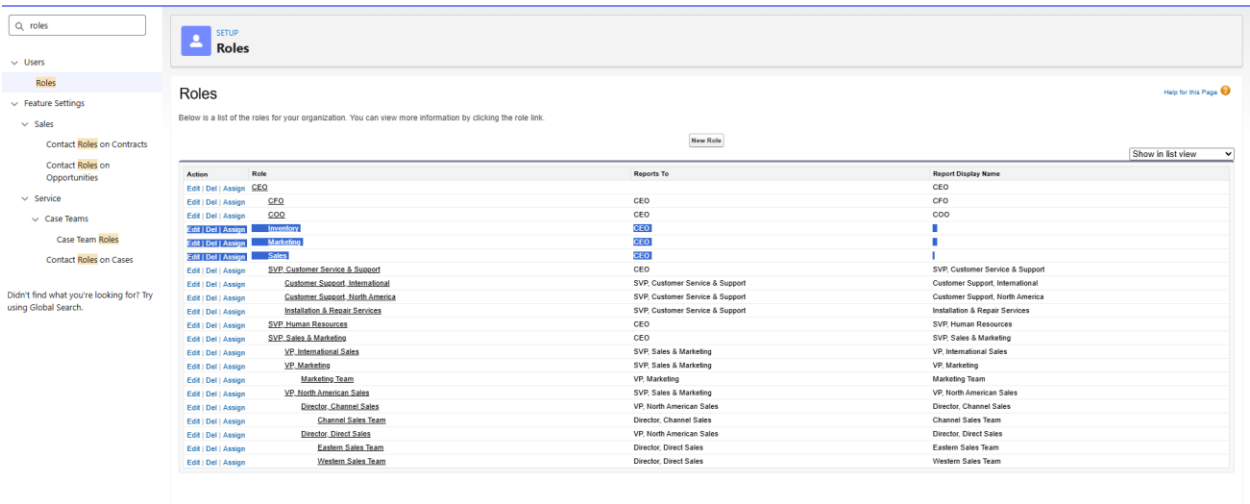 roles
Users
Roles
Feature Settings
Sales
Contact Roles on Contracts
Contact Roles on
Opportunities
Service
Case Teams
Case Team Roles
Contact Roles on Cases
Didn't find what you're looking for? Try
using Global Search.
SETUP
Roles
Roles
Help for this Page ?
Below is a list of the roles for your organization. You can view more information by clicking the role link.
New Role
Show in list view
Action Role Reports To Report Display Name
Edit | Del | Assign CEO CEO
Edit | Del | Assign CFO CEO CFO
Edit | Del | Assign COO CEO COO
Edit | Del | Assign Inventory CEO
Edit | Del | Assign Marketing CEO
Edit | Del | Assign Sales CEO
Edit | Del | Assign SVP, Customer Service & Support CEO SVP, Customer Service & Support
Edit | Del | Assign Customer Support, International SVP, Customer Service & Support Customer Support, International
Edit | Del | Assign Customer Support, North America SVP, Customer Service & Support Customer Support, North America
Edit | Del | Assign Installation & Repair Services SVP, Customer Service & Support Installation & Repair Services
Edit | Del | Assign SVP, Human Resources CEO SVP, Human Resources
Edit | Del | Assign SVP, Sales & Marketing CEO SVP, Sales & Marketing
Edit | Del | Assign VP, International Sales SVP, Sales & Marketing VP, International Sales
Edit | Del | Assign VP, Marketing SVP, Sales & Marketing VP, Marketing
Edit | Del | Assign Marketing Team VP, Marketing Marketing Team
Edit | Del | Assign VP, North American Sales SVP, Sales & Marketing VP, North American Sales
Edit | Del | Assign Director, Channel Sales VP, North American Sales Director, Channel Sales
Edit | Del | Assign Channel Sales Team Director, Channel Sales Channel Sales Team
Edit | Del | Assign Director, Direct Sales VP, North American Sales Director, Direct Sales
Edit | Del | Assign Eastern Sales Team Director, Direct Sales Eastern Sales Team
Edit | Del | Assign Western Sales Team Director, Direct Sales Western Sales Team